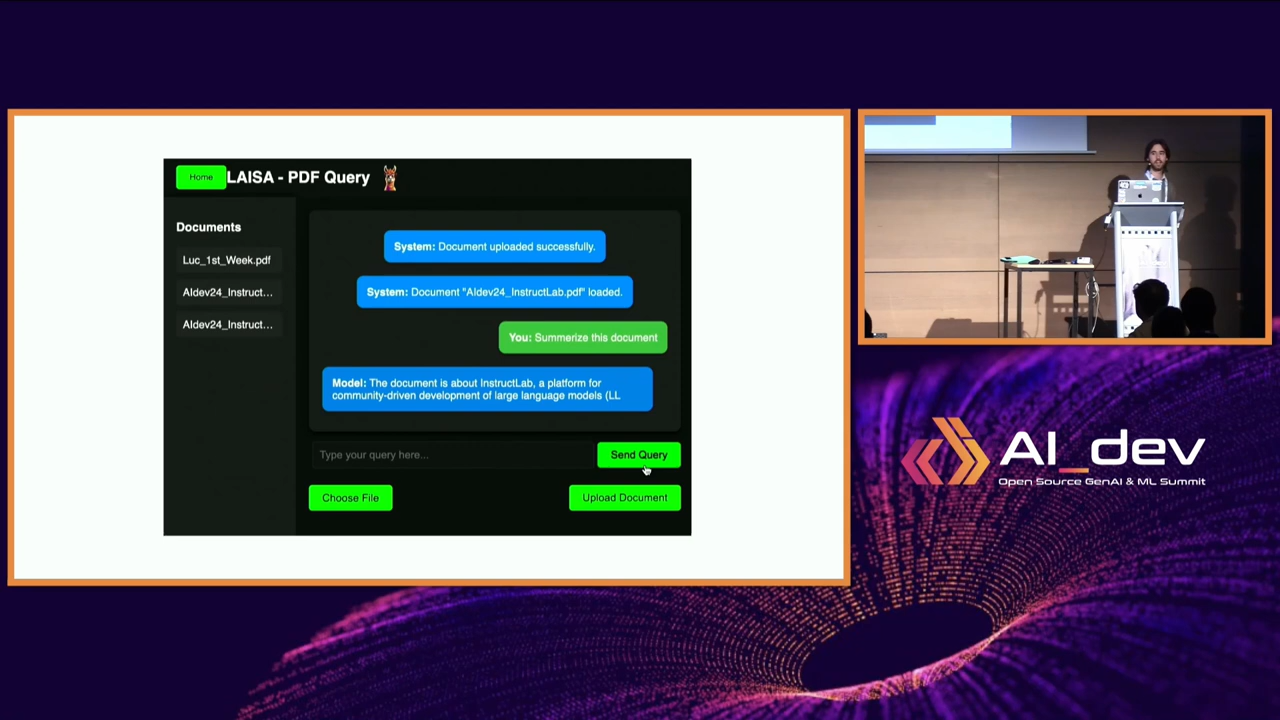 Home
LAISA - PDF Query
Documents
Luc_1st_Week.pdf
AIdev24_Instruct...
AIdev24_Instruct...
System: Document uploaded successfully.
System: Document "AIdev24_InstructLab.pdf" loaded.
You: Summerize this document
Model: The document is about InstructLab, a platform for
community-driven development of large language models (LL
Type your query here...
Send Query
Choose File
Upload Document
AI_dev
Open Source GenAI & ML Summit